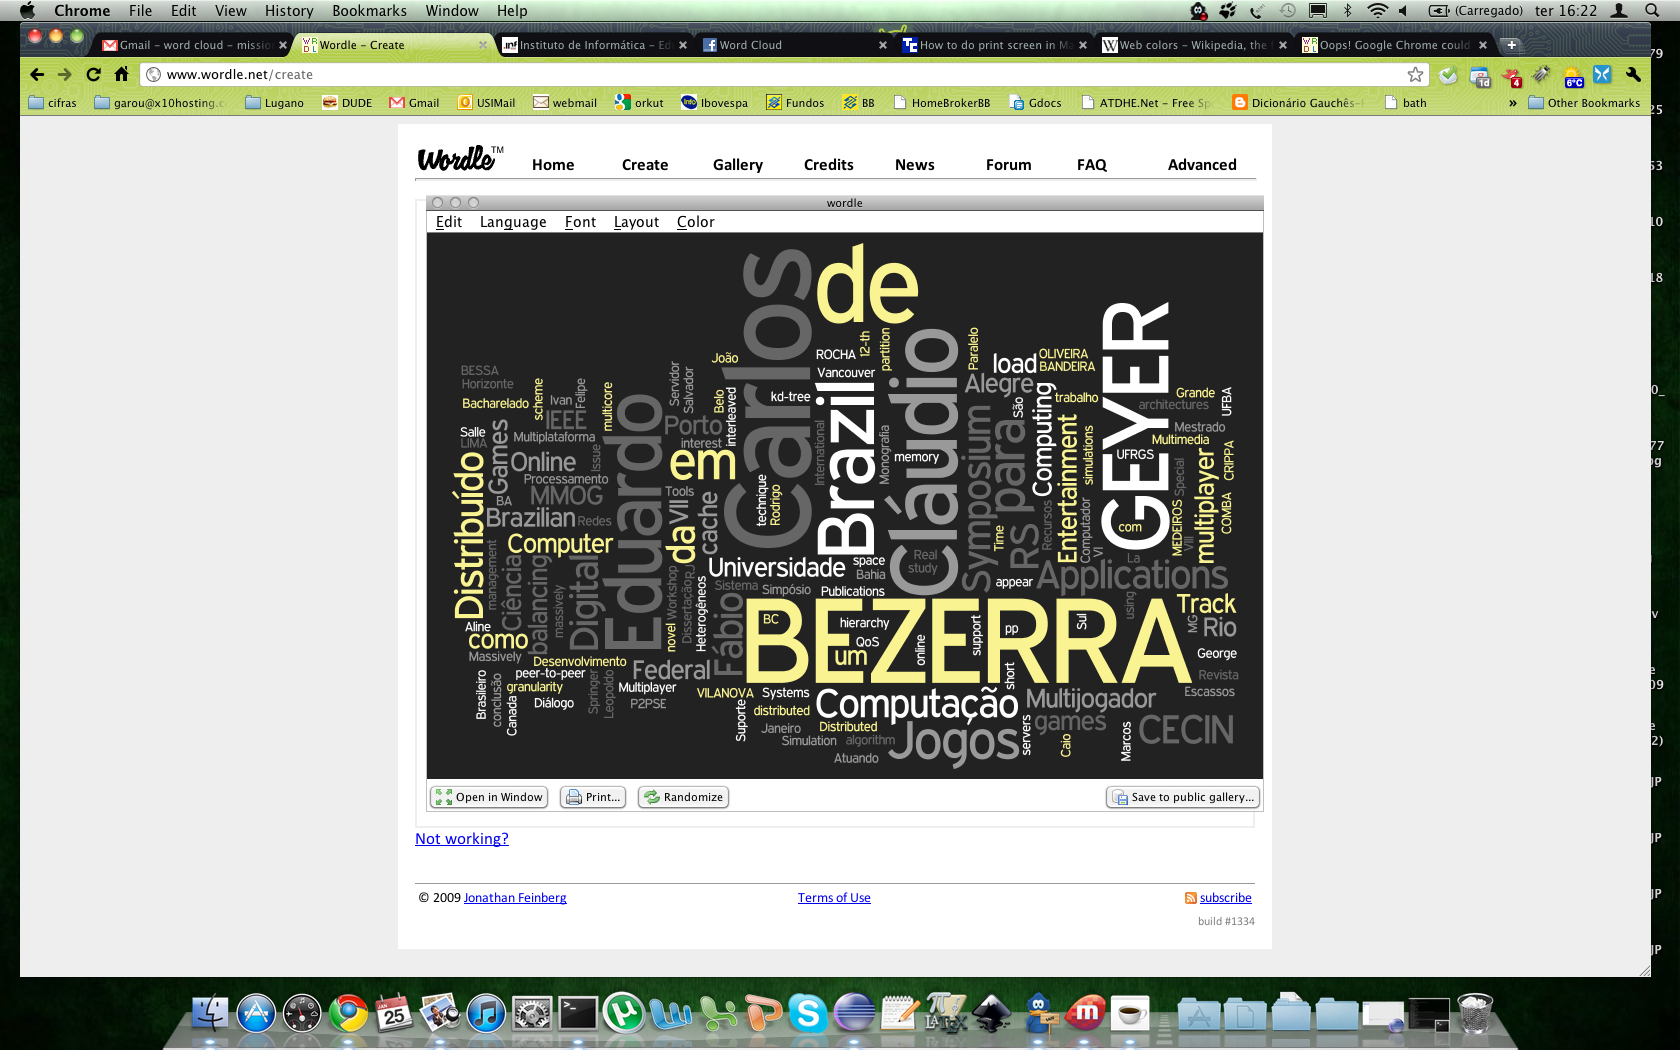 Chrome File Edit View History Bookmarks Window Help (Carregado) ter 16:22
Gmail - word cloud - missio
Wordle - Create
Instituto de Informática - Ed
Word Cloud
How to do print screen in Ma
Web colors - Wikipedia, the
Oops! Google Chrome could
www.wordle.net/create
cifras garou@x10hosting.c Lugano DUDE Gmail USIMail webmail orkut Ibovespa Fundos BB HomeBrokerBB Gdocs ATDHE.Net - Free Sp Dicionário Gauchês- bath » Other Bookmarks
Wordle™
Home Create Gallery Credits News Forum FAQ Advanced
wordle
Edit Language Font Layout Color
de
Carlos
GEYER
Cláudio
Brazil
BEZERRA
Eduardo
em
João
ROCHA
12-th
partition
Vancouver
Paralelo
load
OLIVEIRA
BANDEIRA
Alegre
BESSA
Horizonte
Bacharelado
scheme
Ivan
Felipe
IEEE
multicore
Servidor
Salvador
Belo
interleaved
kd-tree
Porto
interest
São
Computing
trabalho
Grande
architectures
UFBA
Mestrado
Multimedia
UFRGS
CRIPPA
Salle
LIMA
Games
Multiplataforma
Online
Issue
Processamento
MMOG
BA
Brazilian
Redes
Distribuído
Computer
Tools
VII
da
cache
technique
Rodrigo
International
Monografia
memory
Symposium
para
RS
Time
Recursos
Entertainment
simulations
Computador
VI
com
MEDEIROS
Special
VIII
multiplayer
COMBA
La
management
Ciência
balancing
massively
Digital
Universidade
space
Bahia
Real
study
appear
Applications
using
Track
MG
Rio
Workshop
RJ
Dissertação
Heterogêneos
novel
Sistema
Simpósio
Publications
Fábio
BC
hierarchy
QoS
um
online
support
pp
Sul
short
George
Revista
Escassos
Aline
como
Massively
Desenvolvimento
peer-to-peer
granularity
Brasileiro
conclusão
Canada
Diálogo
Springer
Leopoldo
Federal
Multiplayer
P2PSE
VILANOVA
Systems
distributed
Suporte
Janeiro
Distributed
Simulation
algorithm
Atuando
Computação
Jogos
servers
Multijogador
games
Caio
Marcos
CECIN
Open in Window Print... Randomize Save to public gallery...
Not working?
© 2009 Jonathan Feinberg Terms of Use subscribe
build #1334
JAN
25